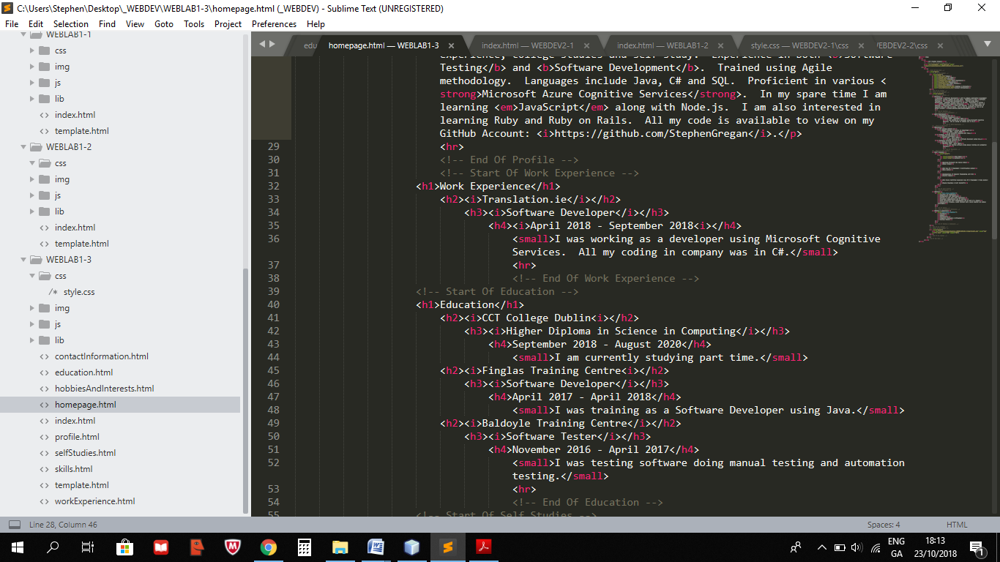 C:\Users\Stephen\Desktop\_WEBDEV\WEBLAB1-3\homepage.html (_WEBDEV) - Sublime Text (UNREGISTERED)
File Edit Selection Find View Goto Tools Project Preferences Help
WEBLAB1-1
css
img
js
lib
<> index.html
<> template.html
WEBLAB1-2
css
img
js
lib
<> index.html
<> template.html
WEBLAB1-3
css
/* style.css
img
js
lib
<> contactInformation.html
<> education.html
<> hobbiesAndInterests.html
<> homepage.html
<> index.html
<> profile.html
<> selfStudies.html
<> skills.html
<> template.html
<> workExperience.html
edu homepage.html — WEBLAB1-3 index.html — WEBDEV2-1 index.html — WEBLAB1-2 style.css — WEBDEV2-1\css /EBDEV2-2\css
experience, college studies and self study. Experience in both <b>Software
Testing</b> and <b>Software Development</b>. Trained using Agile
methodology. Languages include Java, C# and SQL. Proficient in various <
strong>Microsoft Azure Cognitive Services</strong>. In my spare time I am
learning <em>JavaScript</em> along with Node.js. I am also interested in
learning Ruby and Ruby on Rails. All my code is available to view on my
GitHub Account: <i>https://github.com/StephenGregan</i>.</p>
29 <hr>
30 <!-- End Of Profile -->
31 <!-- Start Of Work Experience -->
32 <h1>Work Experience</h1>
33 <h2><i>Translation.ie</i></h2>
34 <h3><i>Software Developer</i></h3>
35 <h4><i>April 2018 - September 2018<i></h4>
36 <small>I was working as a developer using Microsoft Cognitive
Services. All my coding in company was in C#.</small>
37 <hr>
38 <!-- End Of Work Experience -->
39 <!-- Start Of Education -->
40 <h1>Education</h1>
41 <h2><i>CCT College Dublin<i></h2>
42 <h3><i>Higher Diploma in Science in Computing</i></h3>
43 <h4>September 2018 - August 2020</h4>
44 <small>I am currently studying part time.</small>
45 <h2><i>Finglas Training Centre<i></h2>
46 <h3><i>Software Developer</i></h3>
47 <h4>April 2017 - April 2018</h4>
48 <small>I was training as a Software Developer using Java.</small>
49 <h2><i>Baldoyle Training Centre</i></h2>
50 <h3><i>Software Tester</i></h3>
51 <h4>November 2016 - April 2017</h4>
52 <small>I was testing software doing manual testing and automation
testing.</small>
53 <hr>
54 <!-- End Of Education -->
55 <!-- Start Of Self Studies -->
Line 28, Column 46 Spaces: 4 HTML
ENG 18:13
GA 23/10/2018 1